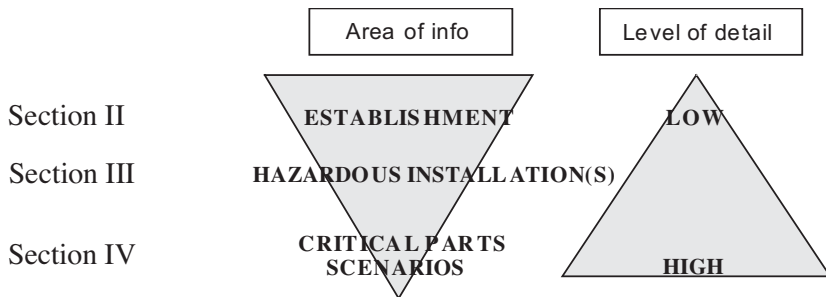 Area of info
Level of detail
Section II
ESTABLISHMENT
LOW
Section III
HAZARDOUS INSTALLATION(S)
Section IV
CRITICAL PARTS
SCENARIOS
HIGH